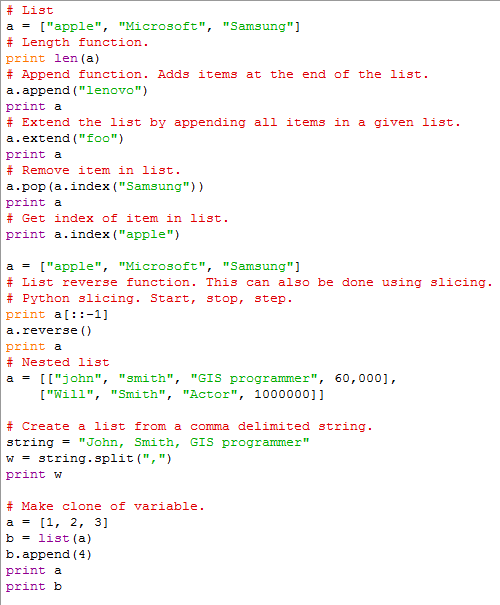 # List
a = ["apple", "Microsoft", "Samsung"]
# Length function.
print len(a)
# Append function. Adds items at the end of the list.
a.append("lenovo")
print a
# Extend the list by appending all items in a given list.
a.extend("foo")
print a
# Remove item in list.
a.pop(a.index("Samsung"))
print a
# Get index of item in list.
print a.index("apple")

a = ["apple", "Microsoft", "Samsung"]
# List reverse function. This can also be done using slicing.
# Python slicing. Start, stop, step.
print a[::-1]
a.reverse()
print a
# Nested list
a = [["john", "smith", "GIS programmer", 60,000],
    ["Will", "Smith", "Actor", 1000000]]

# Create a list from a comma delimited string.
string = "John, Smith, GIS programmer"
w = string.split(",")
print w

# Make clone of variable.
a = [1, 2, 3]
b = list(a)
b.append(4)
print a
print b